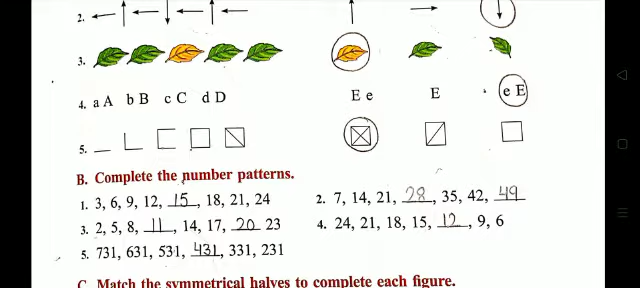 2.
3.
4. a A b B c C d D E e E e E
5.
B. Complete the number patterns.
1. 3, 6, 9, 12, 15, 18, 21, 24 2. 7, 14, 21, 28, 35, 42, 49
3. 2, 5, 8, 11, 14, 17, 20 23 4. 24, 21, 18, 15, 12, 9, 6
5. 731, 631, 531, 431, 331, 231
C. Match the symmetrical halves to complete each figure.